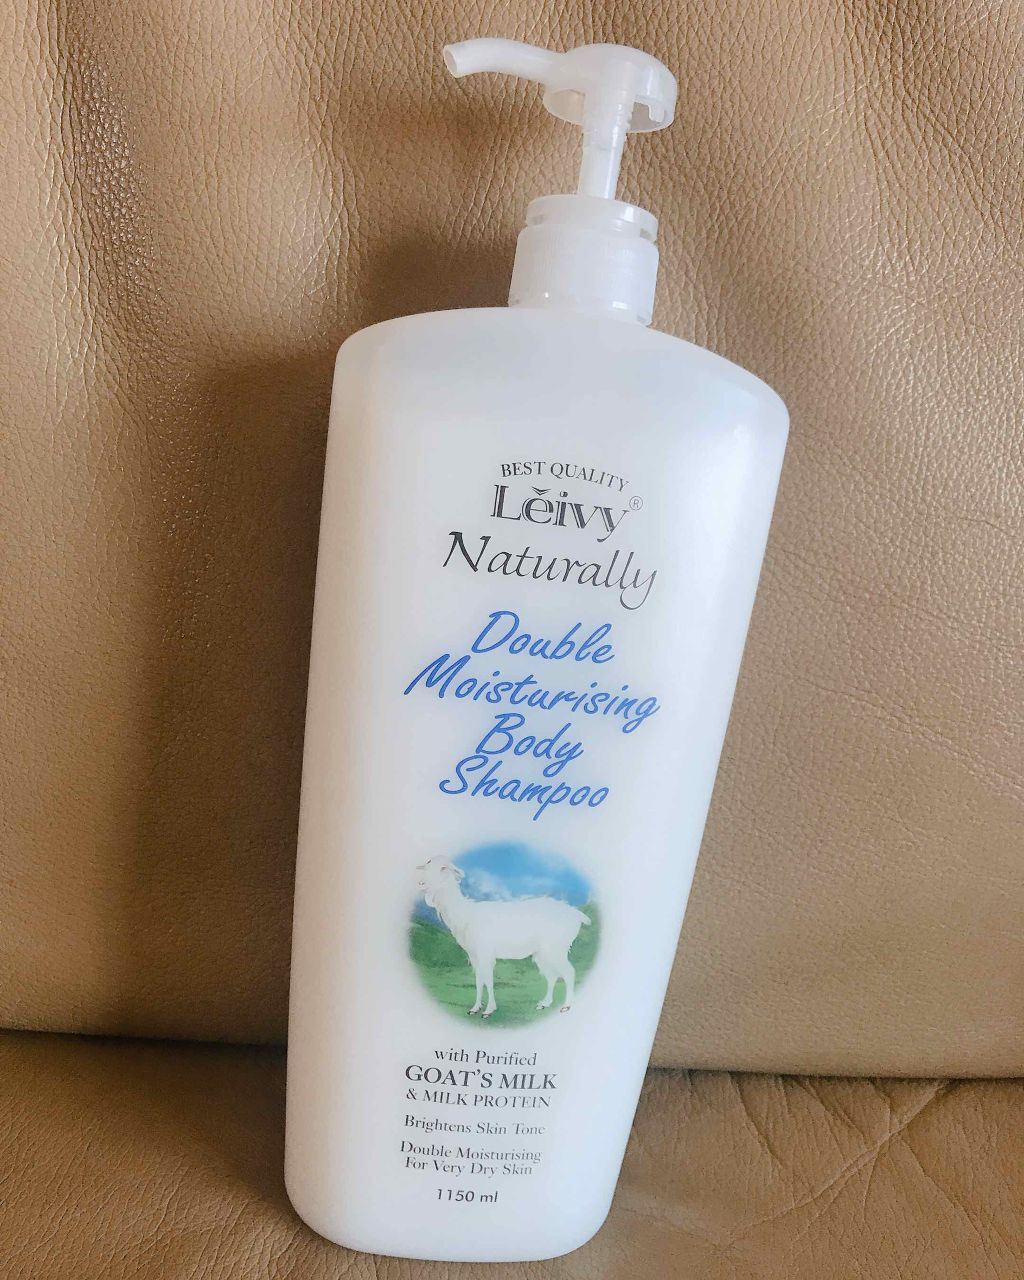 BEST QUALITY
Lěivy®
Naturally
Double
Moisturising
Body
Shampoo
with Purified
GOAT'S MILK
& MILK PROTEIN
Brightens Skin Tone
Double Moisturising
For Very Dry Skin
1150 ml